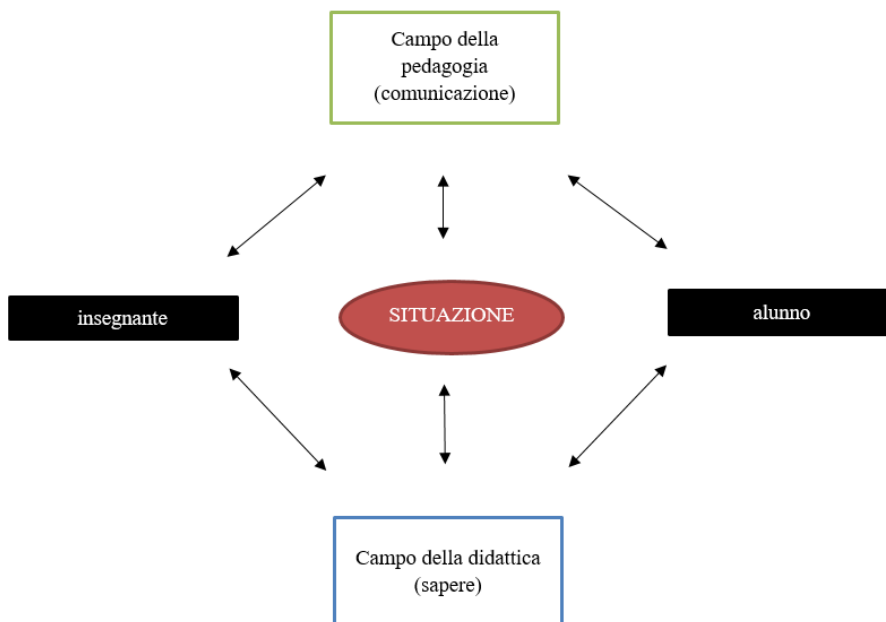 Campo della
pedagogia
(comunicazione)
insegnante
SITUAZIONE
alunno
Campo della didattica
(sapere)